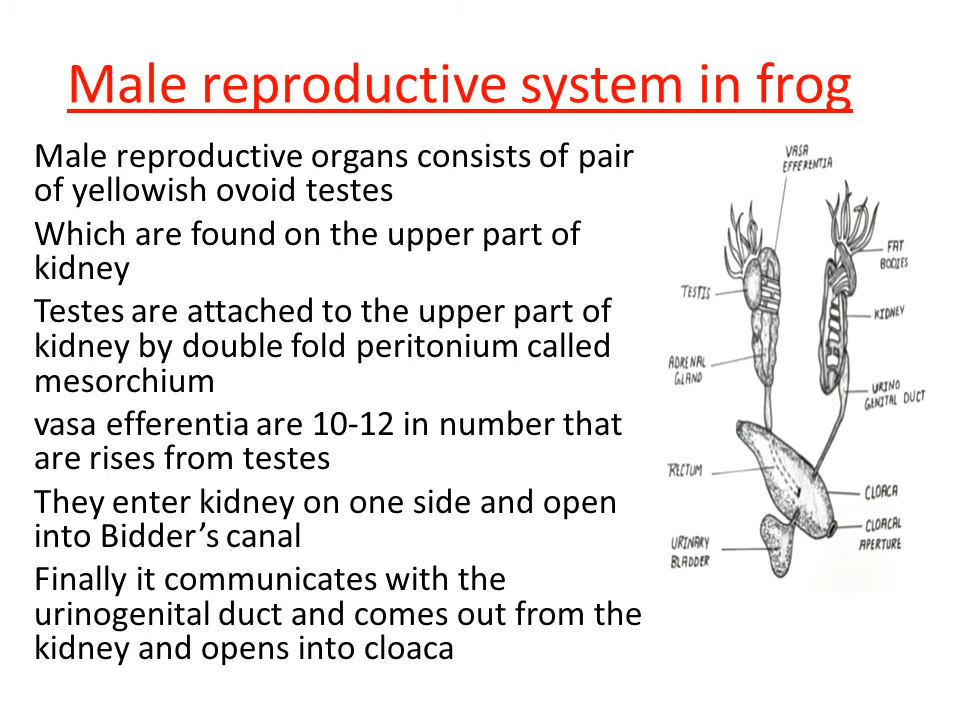 Male reproductive system in frog
Male reproductive organs consists of pair
of yellowish ovoid testes
Which are found on the upper part of
kidney
Testes are attached to the upper part of
kidney by double fold peritonium called
mesorchium
vasa efferentia are 10-12 in number that
are rises from testes
They enter kidney on one side and open
into Bidder’s canal
Finally it communicates with the
urinogenital duct and comes out from the
kidney and opens into cloaca
VASA
EFFERENTIA
FAT
BODIES
TESTIS
KIDNEY
ADRENAL
GLAND
URINO
GENITAL DUCT
RECTUM
CLOACA
CLOACAL
APERTURE
URINARY
BLADDER